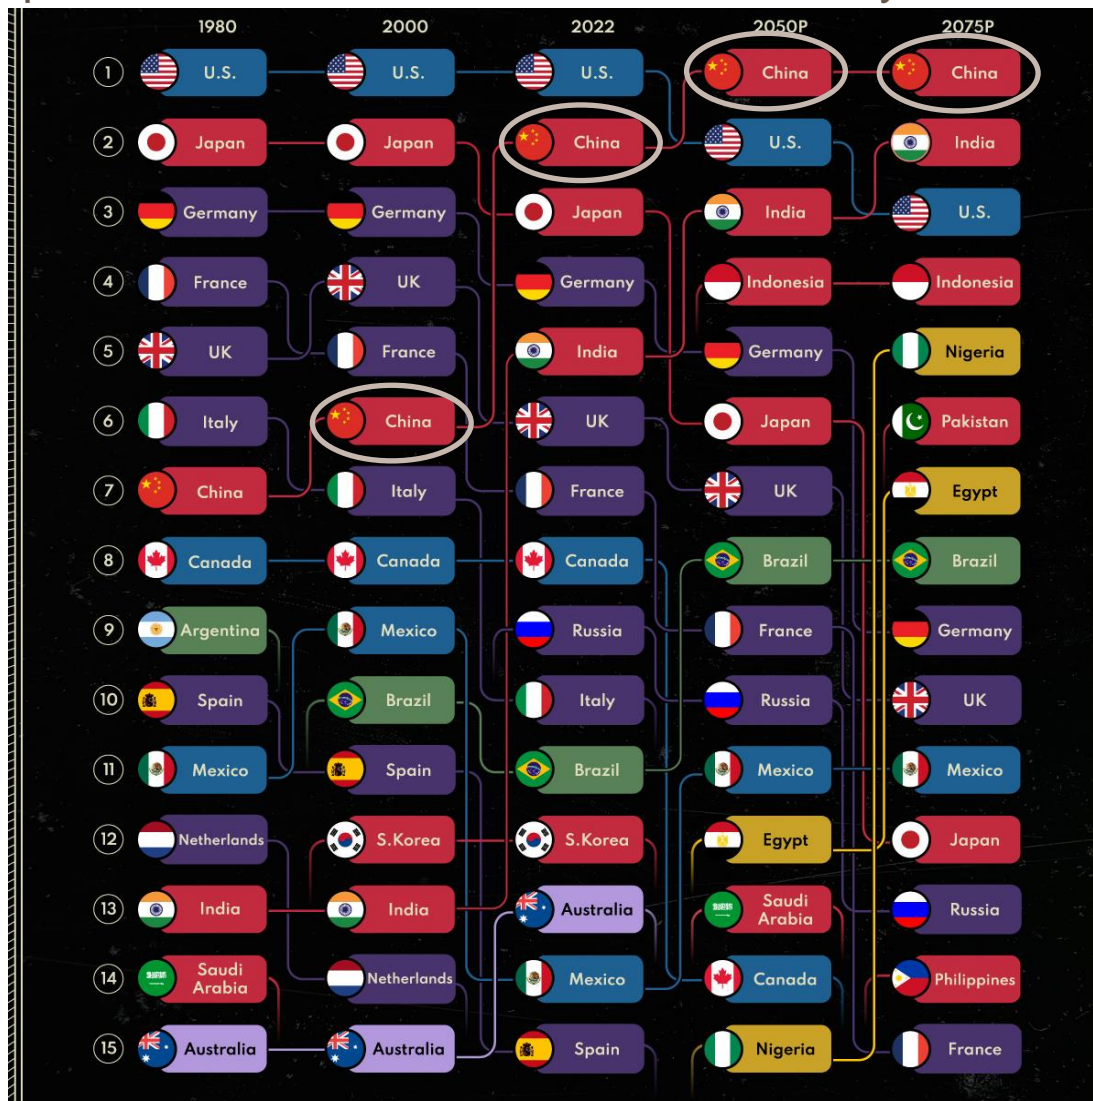 1980 2000 2022 2050P 2075P
1 U.S. U.S. U.S. China China
2 Japan Japan China U.S. India
3 Germany Germany Japan India U.S.
4 France UK Germany Indonesia Indonesia
5 UK France India Germany Nigeria
6 Italy China UK Japan Pakistan
7 China Italy France UK Egypt
8 Canada Canada Canada Brazil Brazil
9 Argentina Mexico Russia France Germany
10 Spain Brazil Italy Russia UK
11 Mexico Spain Brazil Mexico Mexico
12 Netherlands S.Korea S.Korea Egypt Japan
13 India India Australia Saudi Arabia Russia
14 Saudi Arabia Netherlands Mexico Canada Philippines
15 Australia Australia Spain Nigeria France